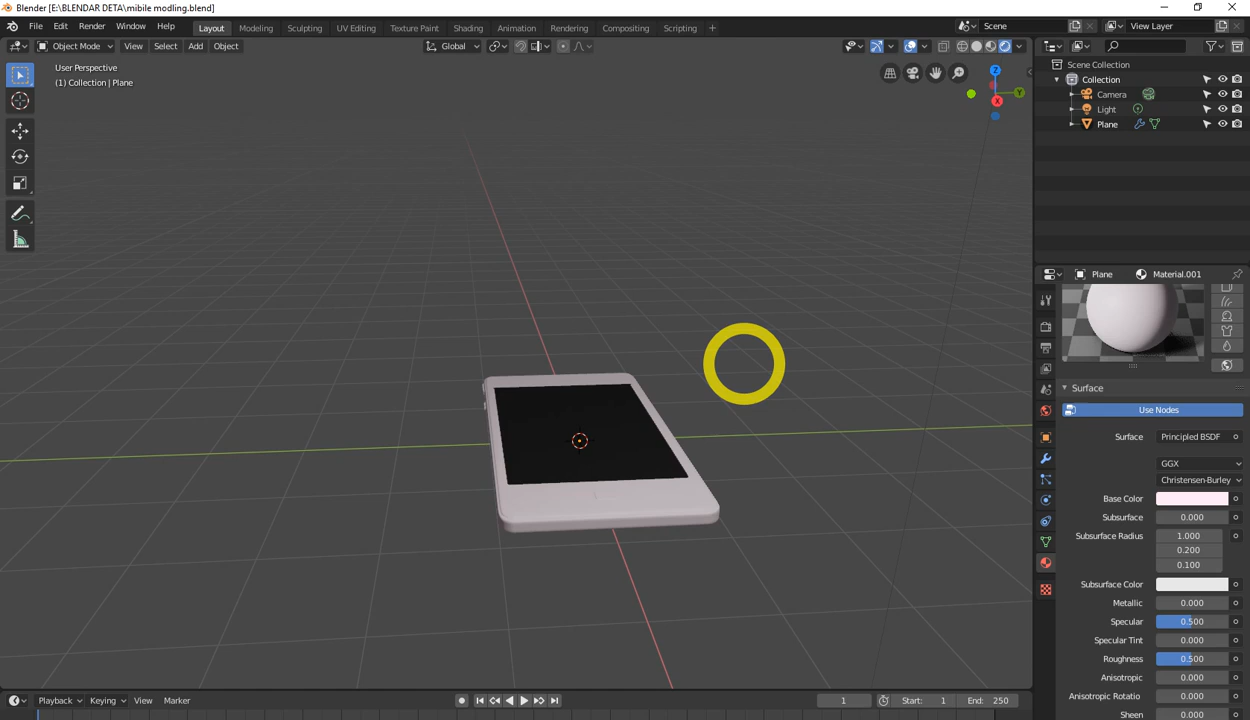 Blender [E:\BLENDAR DETA\mibile modling.blend]
File Edit Render Window Help Layout Modeling Sculpting UV Editing Texture Paint Shading Animation Rendering Compositing Scripting + Scene View Layer
Object Mode View Select Add Object Global
User Perspective
(1) Collection | Plane
Z
Y
X
Scene Collection
Collection
Camera
Light
Plane
Plane Material.001
Surface
Use Nodes
Surface Principled BSDF
GGX
Christensen-Burley
Base Color
Subsurface 0.000
Subsurface Radius 1.000
0.200
0.100
Subsurface Color
Metallic 0.000
Specular 0.500
Specular Tint 0.000
Roughness 0.500
Anisotropic 0.000
Anisotropic Rotatio 0.000
Sheen 0.000
Playback Keying View Marker 1 Start: 1 End: 250